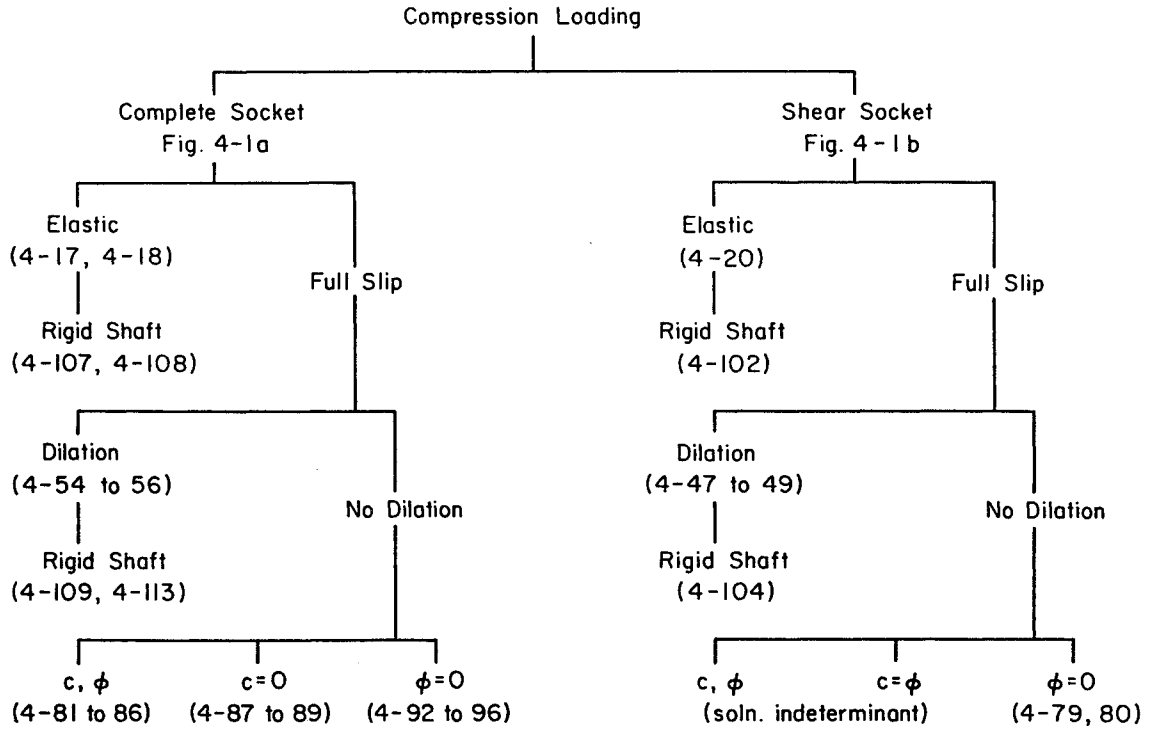 Compression Loading
Complete Socket
Fig. 4-1a
Shear Socket
Fig. 4-1b
Elastic
(4-17, 4-18)
Full Slip
Rigid Shaft
(4-107, 4-108)
Elastic
(4-20)
Full Slip
Rigid Shaft
(4-102)
Dilation
(4-54 to 56)
No Dilation
Rigid Shaft
(4-109, 4-113)
Dilation
(4-47 to 49)
No Dilation
Rigid Shaft
(4-104)
c, ϕ
(4-81 to 86)
c=0
(4-87 to 89)
ϕ=0
(4-92 to 96)
c, ϕ
(soln. indeterminant)
c=ϕ
ϕ=0
(4-79, 80)